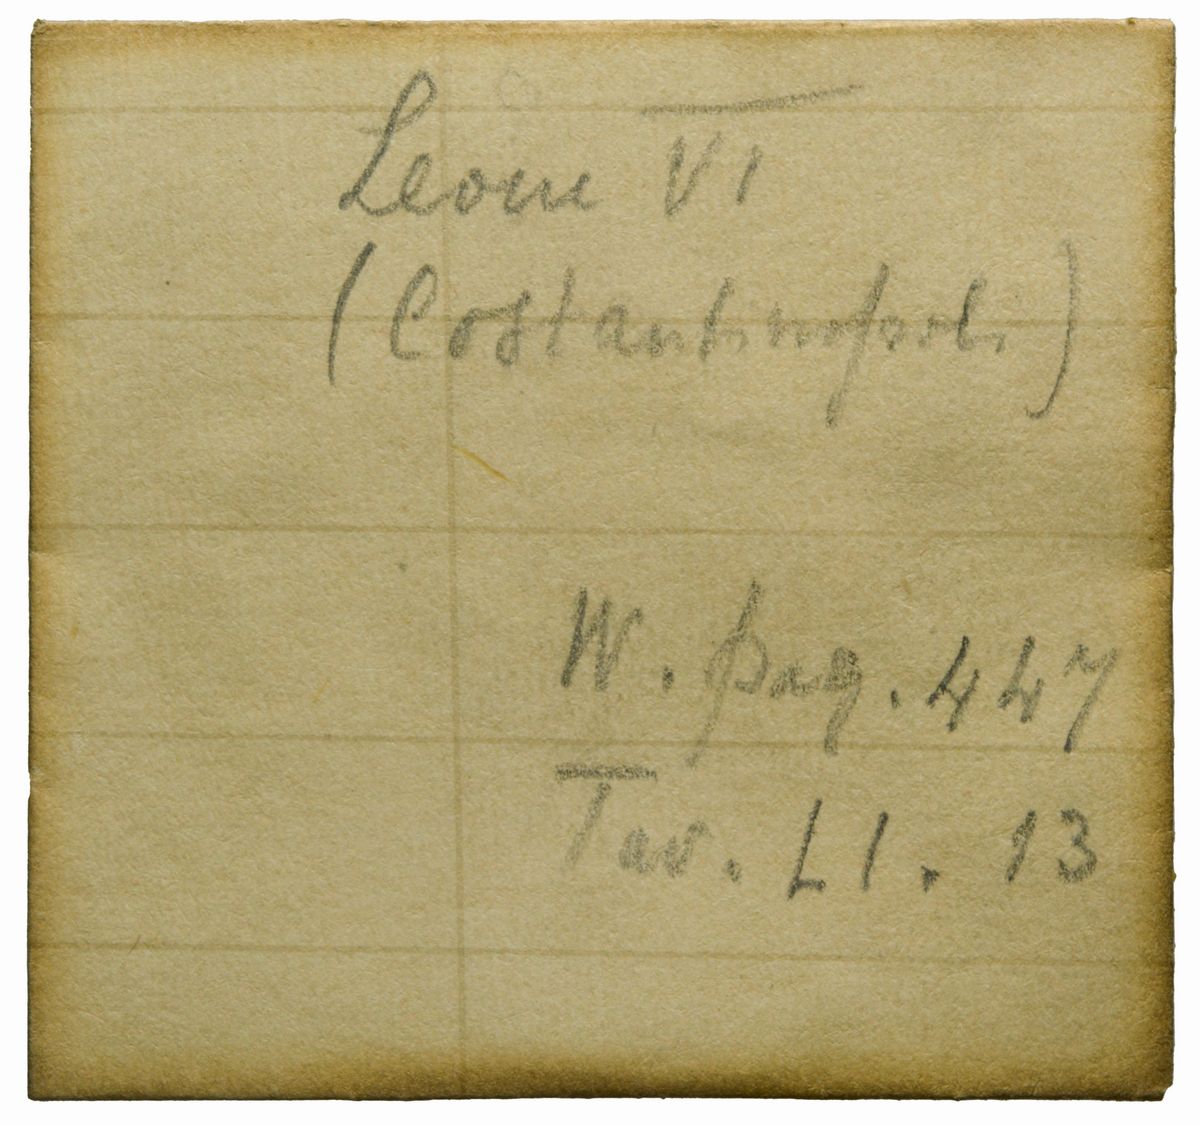 Leone VI
(Costantinopoli)
W. pag. 447
Tav. LI. 13